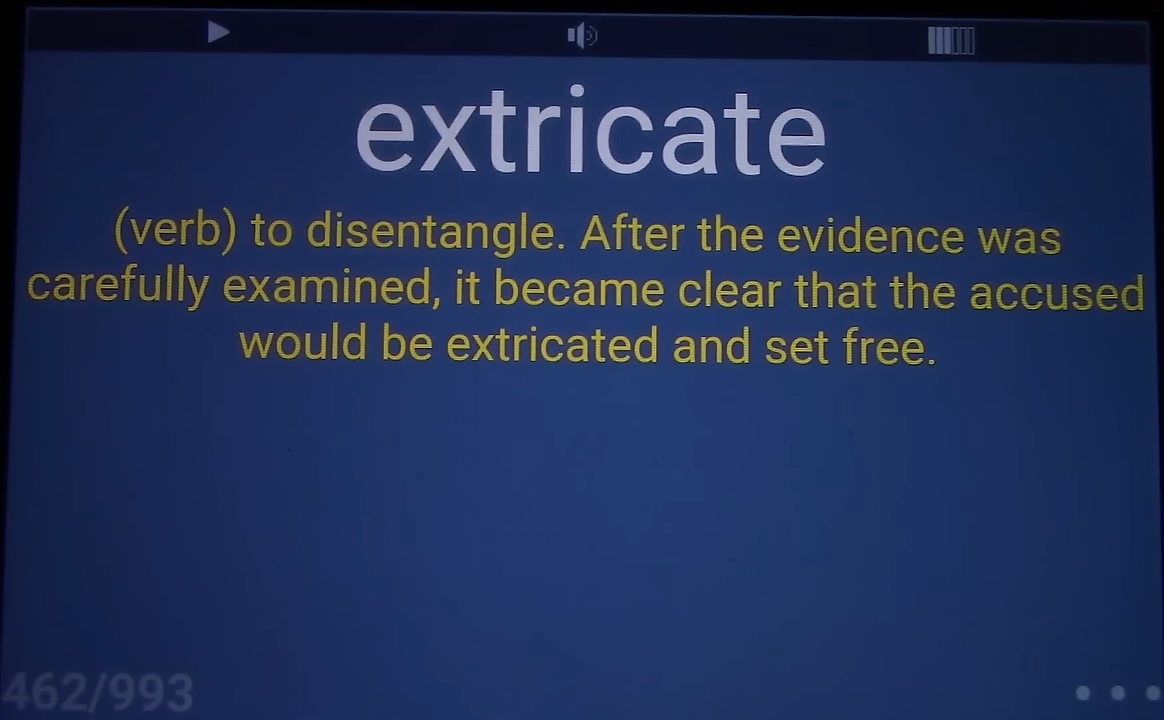 extricate
(verb) to disentangle. After the evidence was
carefully examined, it became clear that the accused
would be extricated and set free.
462/993